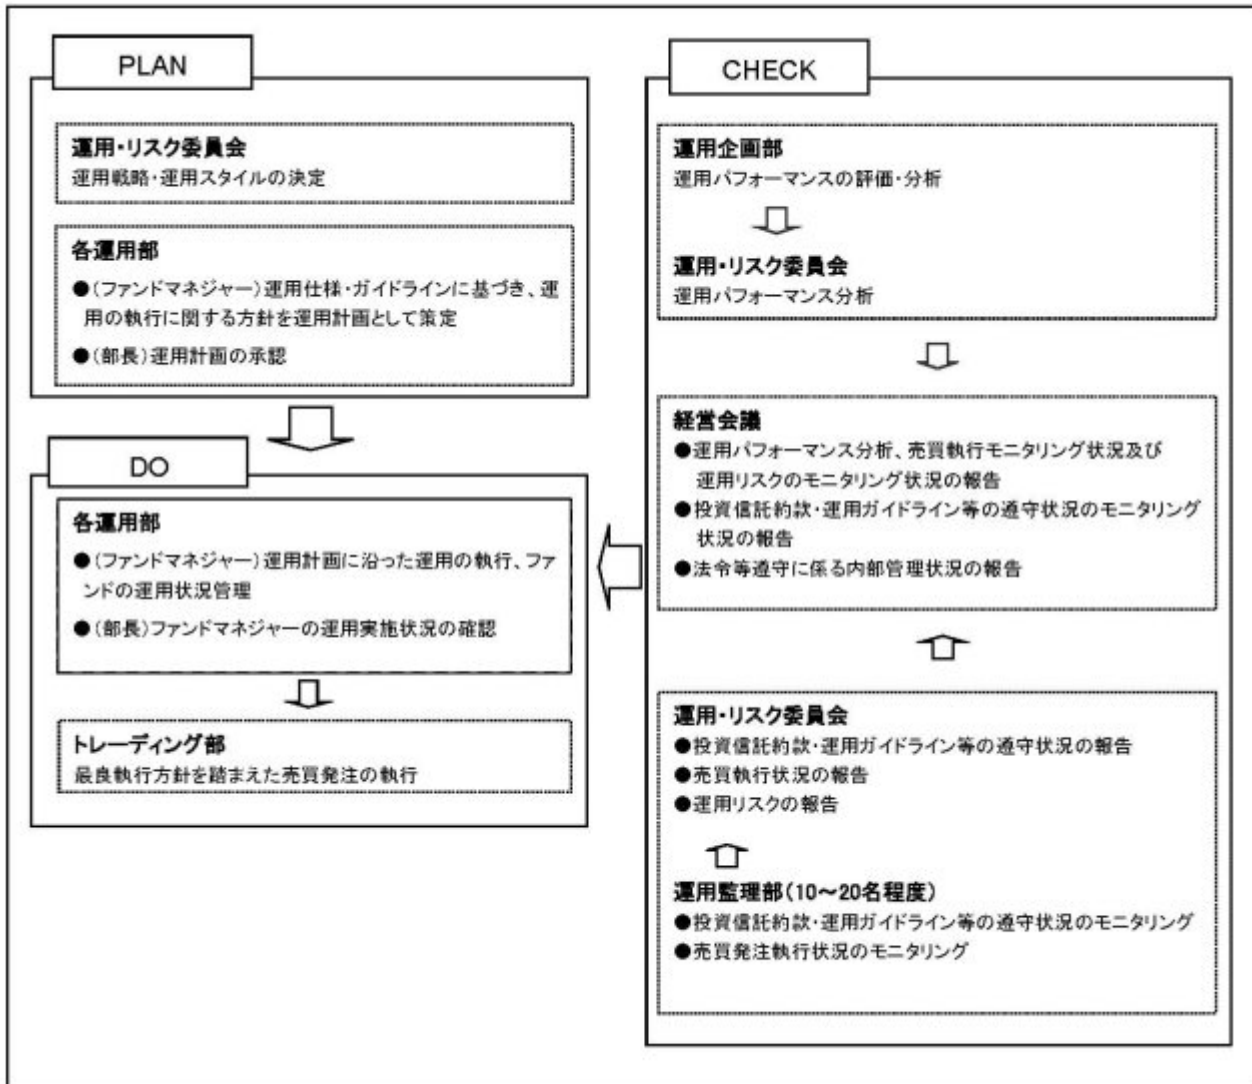 PLAN
運用・リスク委員会
運用戦略・運用スタイルの決定
各運用部
●(ファンドマネジャー)運用仕様・ガイドラインに基づき、運
用の執行に関する方針を運用計画として策定
●(部長)運用計画の承認
DO
各運用部
●(ファンドマネジャー)運用計画に沿った運用の執行、ファ
ンドの運用状況管理
●(部長)ファンドマネジャーの運用実施状況の確認
トレーディング部
最良執行方針を踏まえた売買発注の執行
CHECK
運用企画部
運用パフォーマンスの評価・分析
運用・リスク委員会
運用パフォーマンス分析
経営会議
●運用パフォーマンス分析、売買執行モニタリング状況及び
運用リスクのモニタリング状況の報告
●投資信託約款・運用ガイドライン等の遵守状況のモニタリング
状況の報告
●法令等遵守に係る内部管理状況の報告
運用・リスク委員会
●投資信託約款・運用ガイドライン等の遵守状況の報告
●売買執行状況の報告
●運用リスクの報告
運用監理部(10～20名程度)
●投資信託約款・運用ガイドライン等の遵守状況のモニタリング
●売買発注執行状況のモニタリング